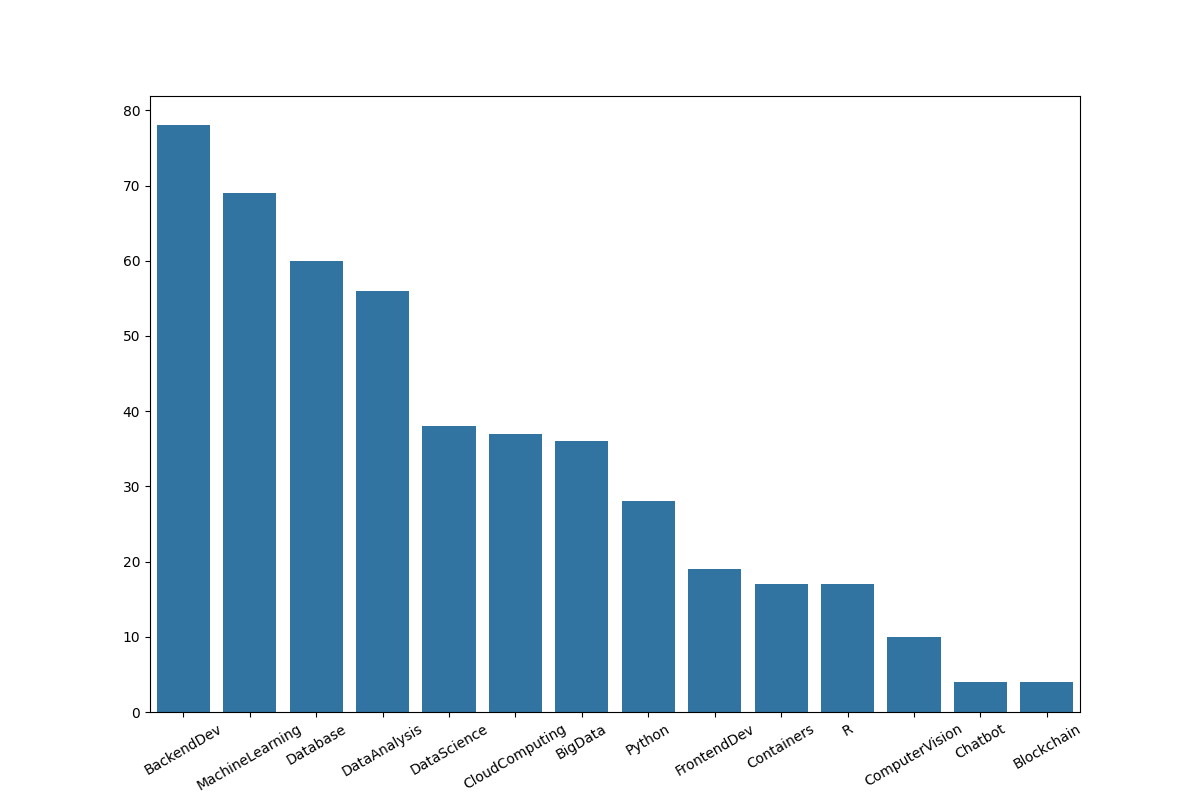 80
70
60
50
40
30
20
10
0
BackendDev
MachineLearning
Database
DataAnalysis
DataScience
CloudComputing
BigData
Python
FrontendDev
Containers
R
ComputerVision
Chatbot
Blockchain